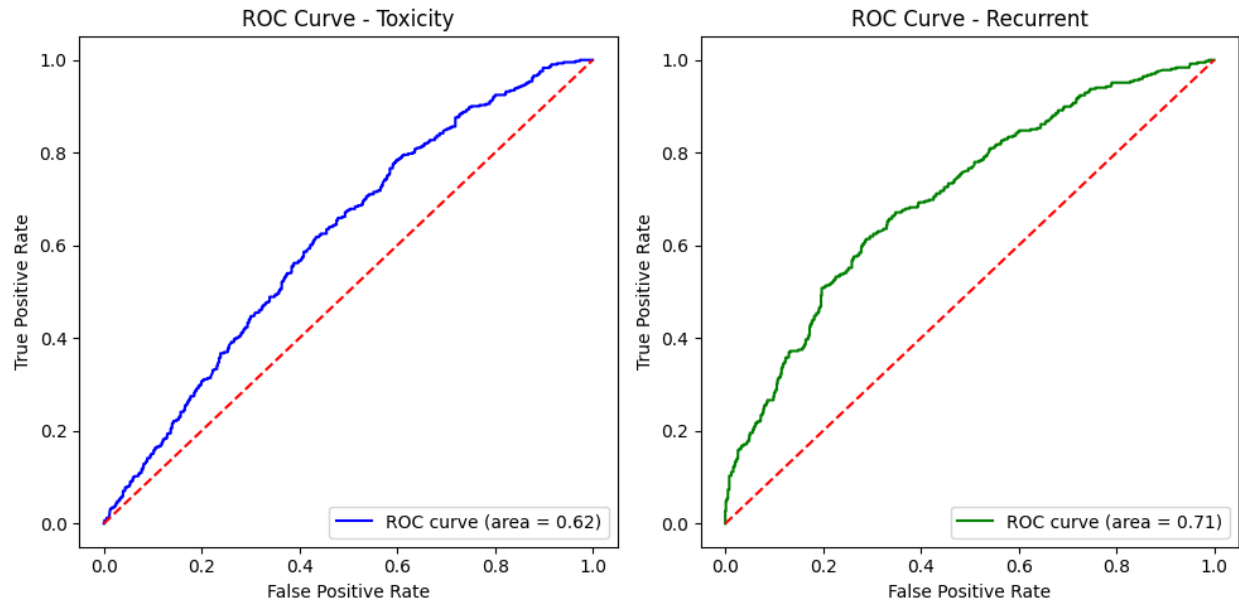 ROC Curve - Toxicity
True Positive Rate
1.0
0.8
0.6
0.4
0.2
0.0
ROC curve (area = 0.62)
0.0 0.2 0.4 0.6 0.8 1.0
False Positive Rate
ROC Curve - Recurrent
True Positive Rate
1.0
0.8
0.6
0.4
0.2
0.0
ROC curve (area = 0.71)
0.0 0.2 0.4 0.6 0.8 1.0
False Positive Rate